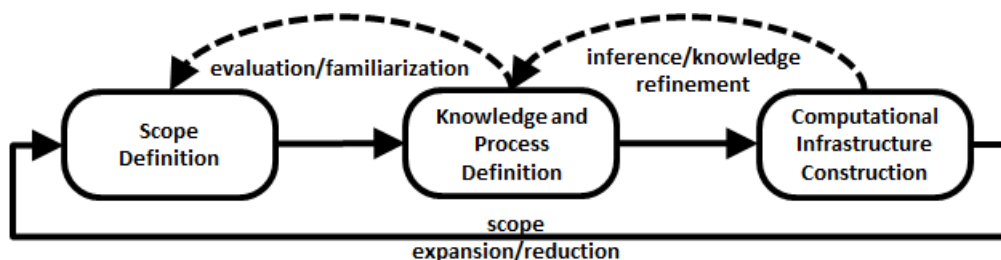 evaluation/familiarization
inference/knowledge
refinement
Scope
Definition
Knowledge and
Process
Definition
Computational
Infrastructure
Construction
scope
expansion/reduction